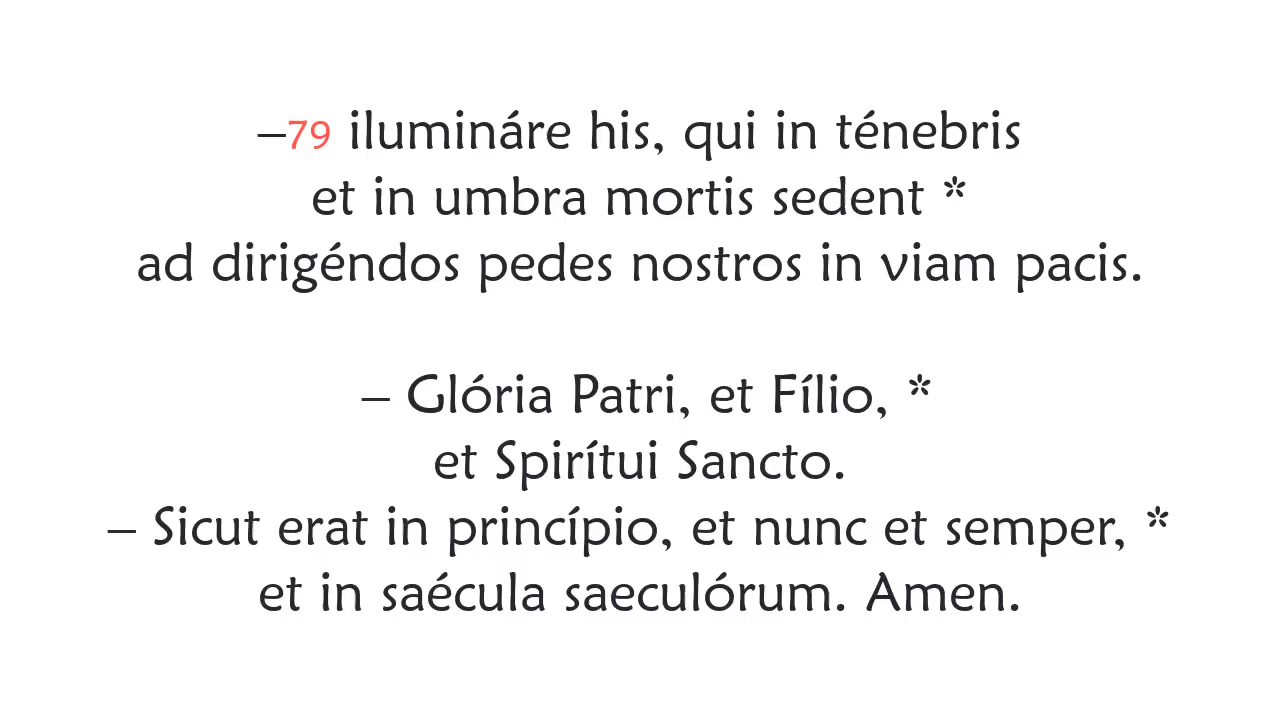 –79 ilumináre his, qui in ténebris
et in umbra mortis sedent *
ad dirigéndos pedes nostros in viam pacis.
– Glória Patri, et Fílio, *
et Spirítui Sancto.
– Sicut erat in princípio, et nunc et semper, *
et in saécula saeculórum. Amen.